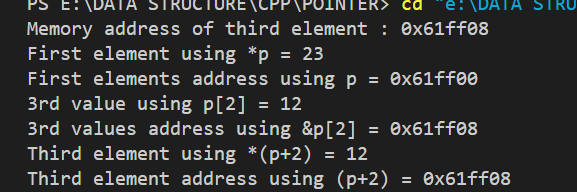 PS E:\DATA STRUCTURE\CPP\POINTER> cd "e:\DATA STRU
Memory address of third element : 0x61ff08
First element using *p = 23
First elements address using p = 0x61ff00
3rd value using p[2] = 12
3rd values address using &p[2] = 0x61ff08
Third element using *(p+2) = 12
Third element address using (p+2) = 0x61ff08